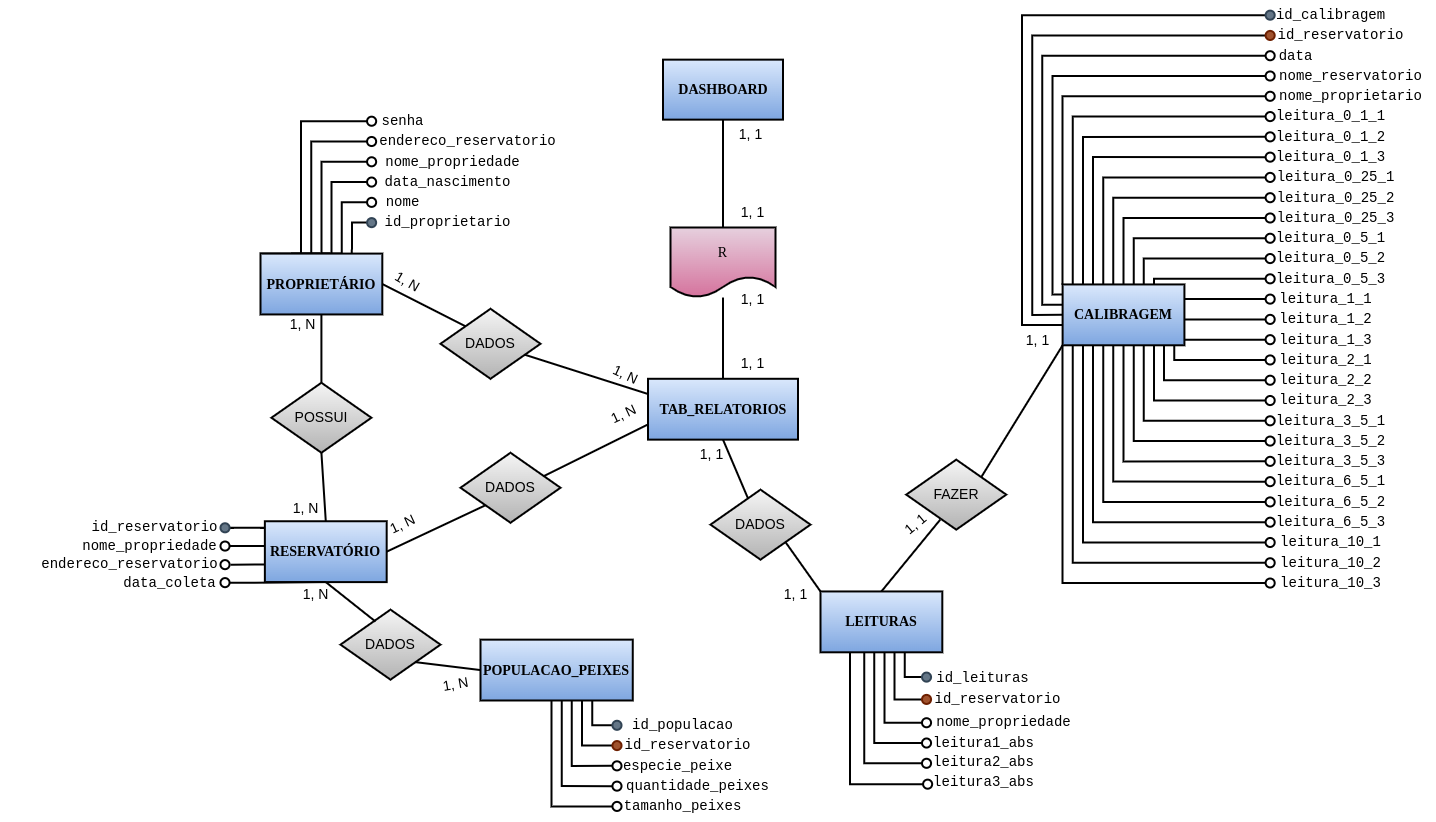 id_calibragem
id_reservatorio
data
nome_reservatorio
nome_proprietario
leitura_0_1_1
leitura_0_1_2
leitura_0_1_3
leitura_0_25_1
leitura_0_25_2
leitura_0_25_3
leitura_0_5_1
leitura_0_5_2
leitura_0_5_3
leitura_1_1
leitura_1_2
leitura_1_3
leitura_2_1
leitura_2_2
leitura_2_3
leitura_3_5_1
leitura_3_5_2
leitura_3_5_3
leitura_6_5_1
leitura_6_5_2
leitura_6_5_3
leitura_10_1
leitura_10_2
leitura_10_3
CALIBRAGEM
1, 1
DASHBOARD
1, 1
1, 1
R
1, 1
1, 1
TAB_RELATORIOS
senha
endereco_reservatorio
nome_propriedade
data_nascimento
nome
id_proprietario
PROPRIETÁRIO
1, N
1, N
DADOS
1, N
POSSUI
1, N
1, N
DADOS
1, N
id_reservatorio
nome_propriedade
endereco_reservatorio
data_coleta
RESERVATÓRIO
1, N
DADOS
1, N
POPULACAO_PEIXES
id_populacao
id_reservatorio
especie_peixe
quantidade_peixes
tamanho_peixes
1, 1
DADOS
1, 1
FAZER
1, 1
LEITURAS
id_leituras
id_reservatorio
nome_propriedade
leitura1_abs
leitura2_abs
leitura3_abs